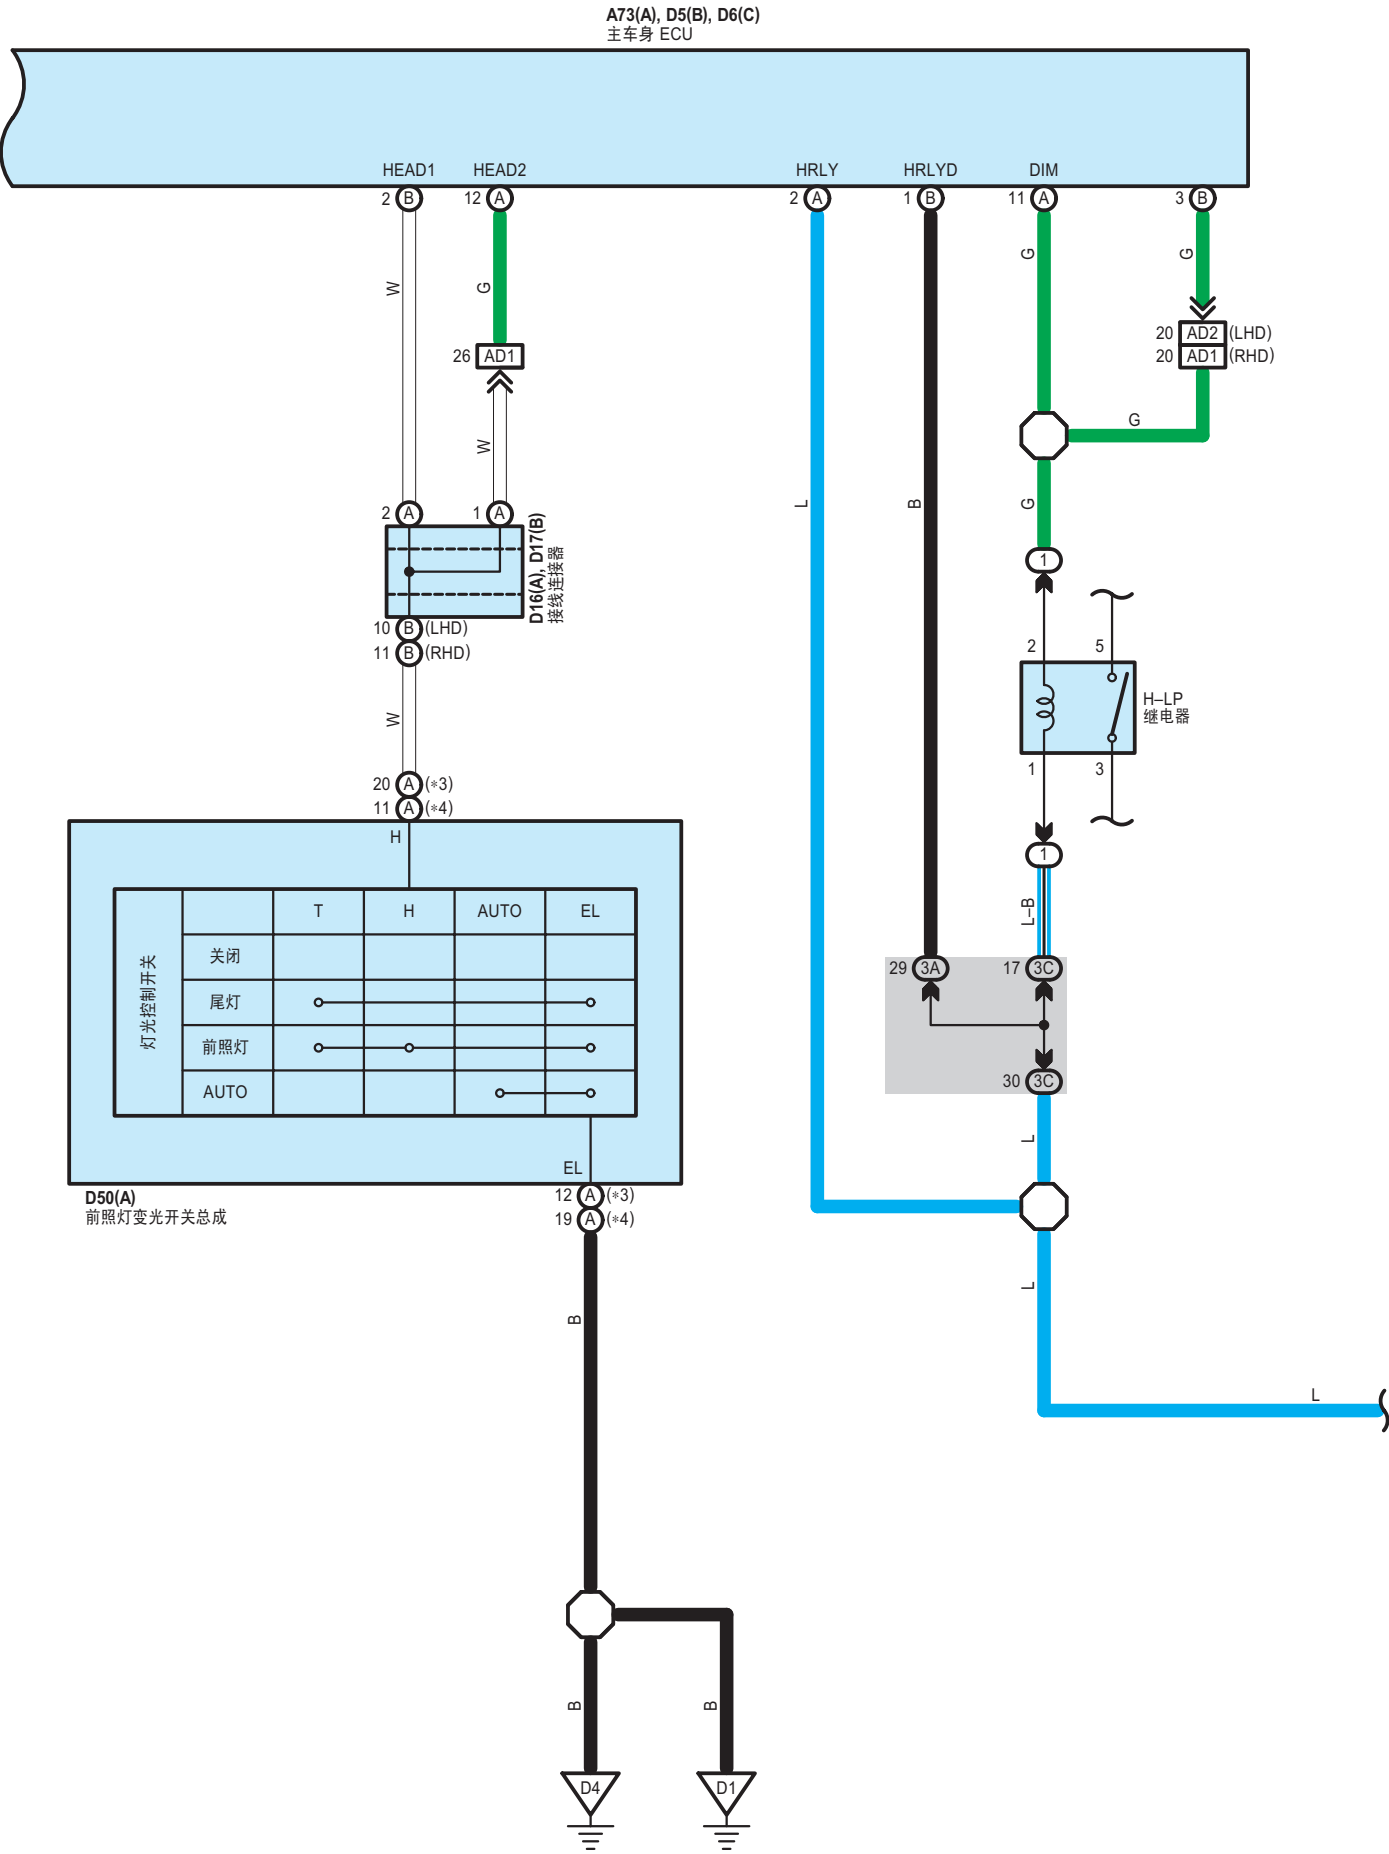 A73(A), D5(B), D6(C)
主车身 ECU
HEAD1
HEAD2
HRLY
HRLYD
DIM
2 B
12 A
2 A
1 B
11 A
3 B
W
G
G
G
20 AD2 (LHD)
20 AD1 (RHD)
26 AD1
G
W
L
B
G
2 A
1 A
D16(A), D17(B)
接线连接器
1
10 B (LHD)
11 B (RHD)
2
5
W
H–LP
继电器
1
3
20 A (*3)
11 A (*4)
H
1
L–B
灯光控制开关
T
H
AUTO
EL
关闭
尾灯
前照灯
AUTO
29 3A
17 3C
30 3C
L
EL
D50(A)
前照灯变光开关总成
12 A (*3)
19 A (*4)
L
B
L
B
B
D4
D1